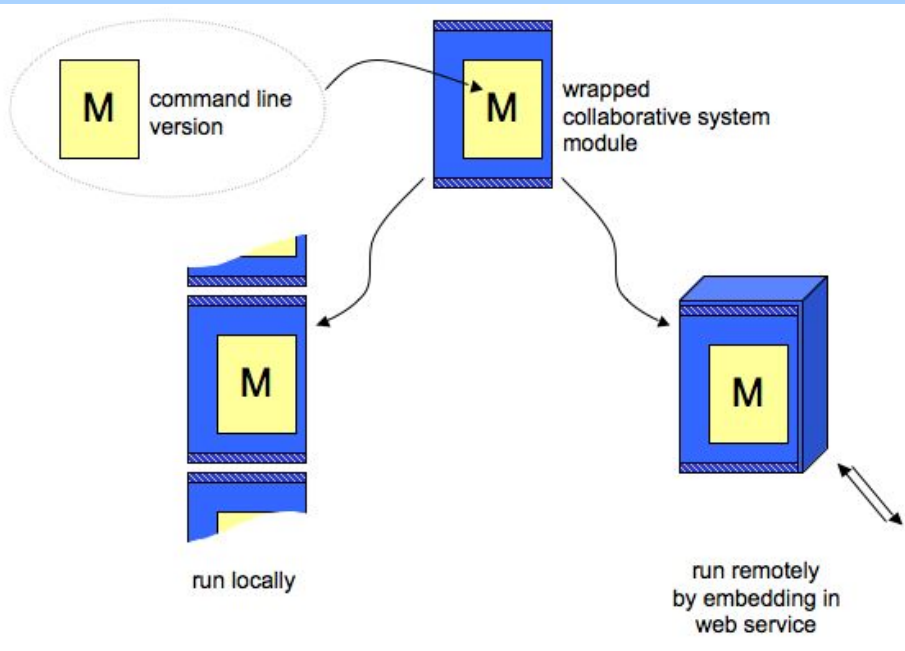 M
command line
version
M
wrapped
collaborative system
module
M
M
run locally
run remotely
by embedding in
web service